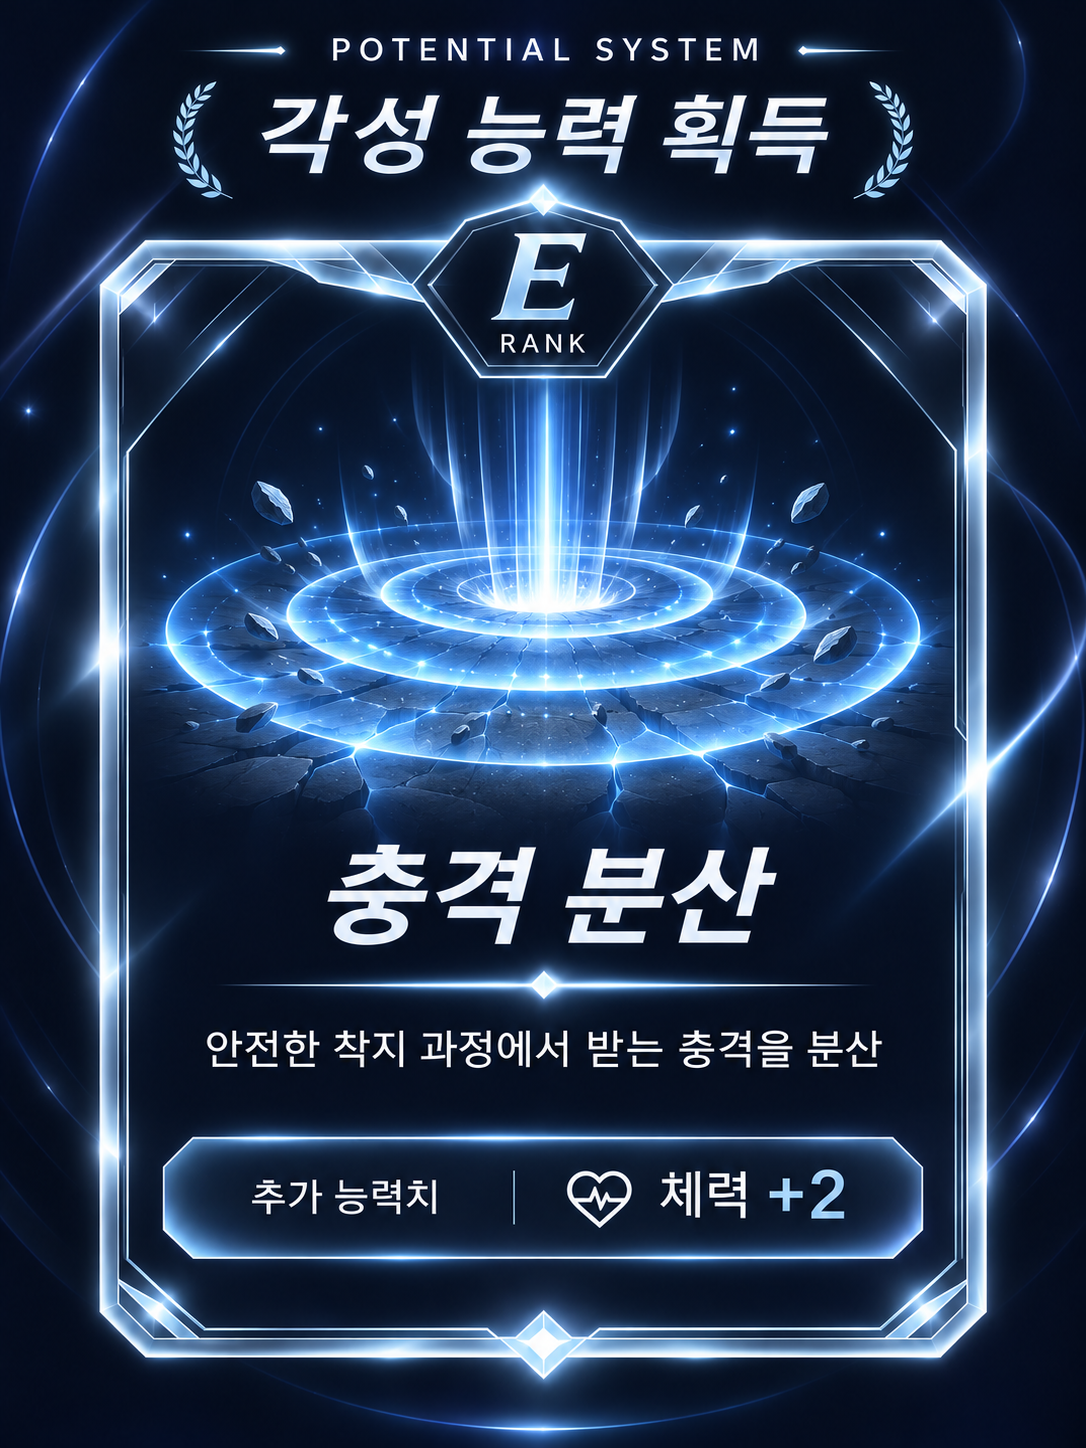 POTENTIAL SYSTEM
각성 능력 획득
E
RANK
충격 분산
안전한 착지 과정에서 받는 충격을 분산
추가 능력치 체력 +2